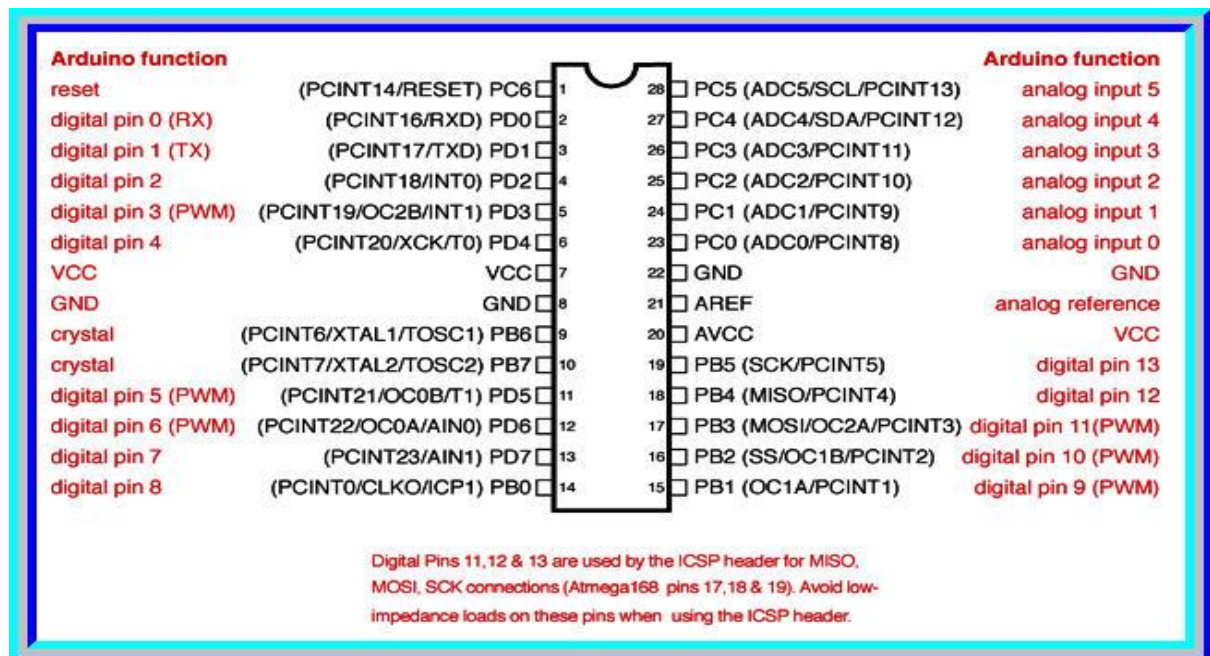 Arduino function Arduino function
reset (PCINT14/RESET) PC6 1 28 PC5 (ADC5/SCL/PCINT13) analog input 5
digital pin 0 (RX) (PCINT16/RXD) PD0 2 27 PC4 (ADC4/SDA/PCINT12) analog input 4
digital pin 1 (TX) (PCINT17/TXD) PD1 3 26 PC3 (ADC3/PCINT11) analog input 3
digital pin 2 (PCINT18/INT0) PD2 4 25 PC2 (ADC2/PCINT10) analog input 2
digital pin 3 (PWM) (PCINT19/OC2B/INT1) PD3 5 24 PC1 (ADC1/PCINT9) analog input 1
digital pin 4 (PCINT20/XCK/T0) PD4 6 23 PC0 (ADC0/PCINT8) analog input 0
VCC VCC 7 22 GND GND
GND GND 8 21 AREF analog reference
crystal (PCINT6/XTAL1/TOSC1) PB6 9 20 AVCC VCC
crystal (PCINT7/XTAL2/TOSC2) PB7 10 19 PB5 (SCK/PCINT5) digital pin 13
digital pin 5 (PWM) (PCINT21/OC0B/T1) PD5 11 18 PB4 (MISO/PCINT4) digital pin 12
digital pin 6 (PWM) (PCINT22/OC0A/AIN0) PD6 12 17 PB3 (MOSI/OC2A/PCINT3) digital pin 11(PWM)
digital pin 7 (PCINT23/AIN1) PD7 13 16 PB2 (SS/OC1B/PCINT2) digital pin 10 (PWM)
digital pin 8 (PCINT0/CLKO/ICP1) PB0 14 15 PB1 (OC1A/PCINT1) digital pin 9 (PWM)
Digital Pins 11,12 & 13 are used by the ICSP header for MISO,
MOSI, SCK connections (Atmega168 pins 17,18 & 19). Avoid low-
impedance loads on these pins when using the ICSP header.